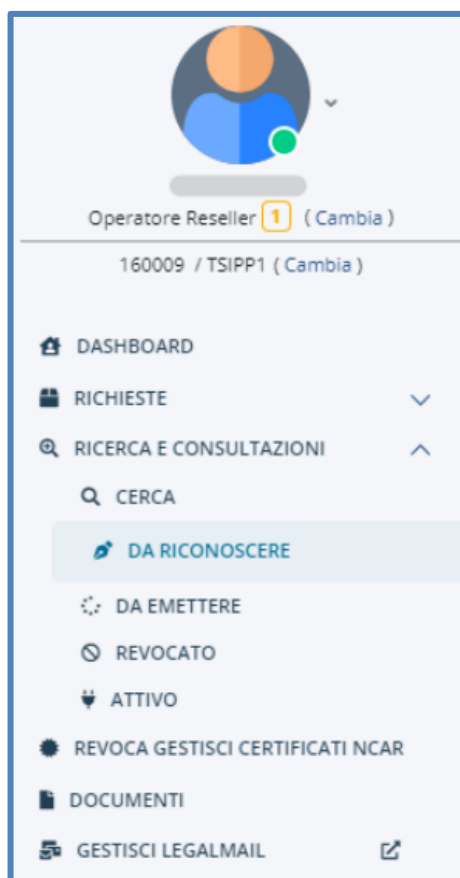 Operatore Reseller 1 ( Cambia )
160009 / TSIPP1 ( Cambia )
DASHBOARD
RICHIESTE
RICERCA E CONSULTAZIONI
CERCA
DA RICONOSCERE
DA EMETTERE
REVOCATO
ATTIVO
REVOCA GESTISCI CERTIFICATI NCAR
DOCUMENTI
GESTISCI LEGALMAIL